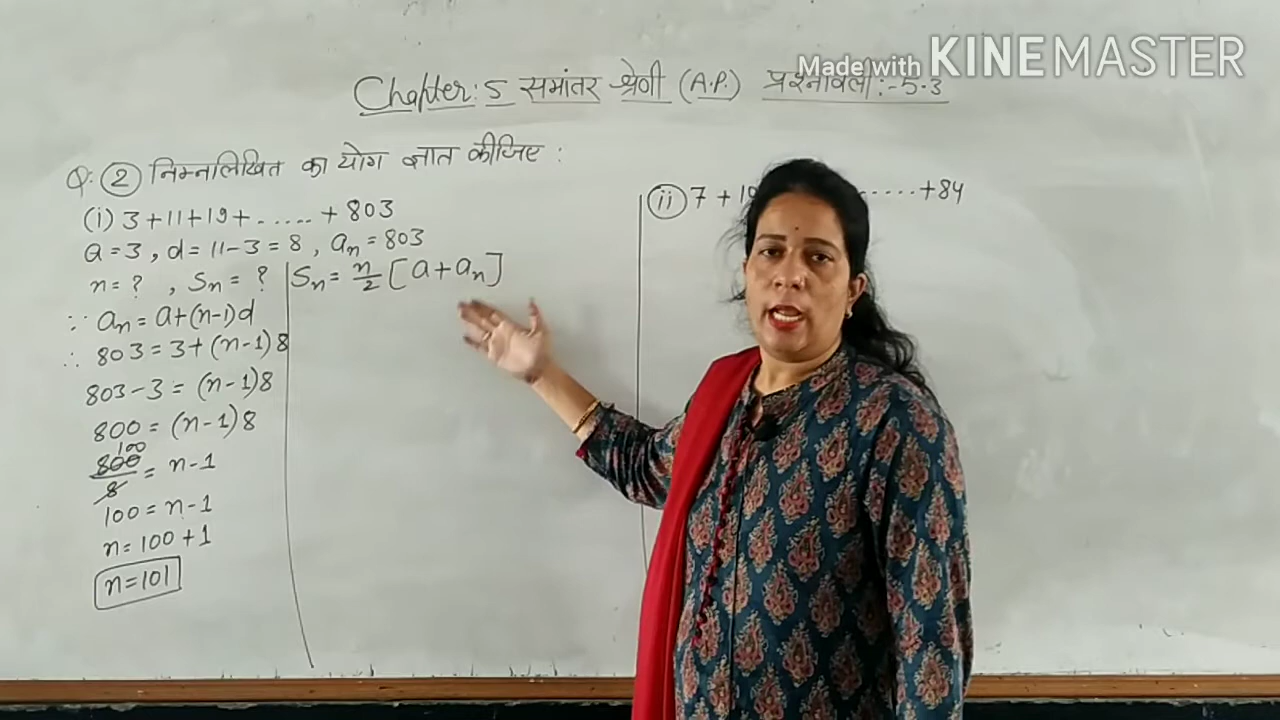 Made with KINEMASTER
Chapter: 5 समांतर श्रेणी (A.P.) प्रश्नावली :- 5.3
Q: 2 निम्नलिखित का योग ज्ञात कीजिए :
(i) 3 + 11 + 19 + ..... + 803
a = 3, d = 11 - 3 = 8, aₙ = 803
n = ? , Sₙ = ?
∵ aₙ = a + (n-1)d
∴ 803 = 3 + (n-1)8
803 - 3 = (n-1)8
800 = (n-1)8
100
800/8 = n-1
100 = n-1
n = 100 + 1
n = 101
Sₙ = n/2 [a + aₙ]
(ii) 7 + ..... + 84